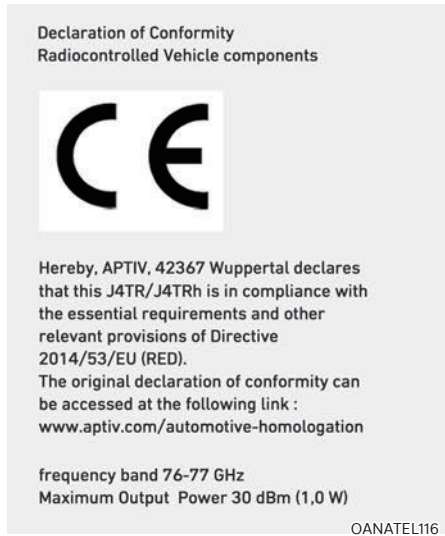 Declaration of Conformity
Radiocontrolled Vehicle components
CE
Hereby, APTIV, 42367 Wuppertal declares
that this J4TR/J4TRh is in compliance with
the essential requirements and other
relevant provisions of Directive
2014/53/EU (RED).
The original declaration of conformity can
be accessed at the following link :
www.aptiv.com/automotive-homologation
frequency band 76-77 GHz
Maximum Output  Power 30 dBm (1,0 W)
OANATEL116